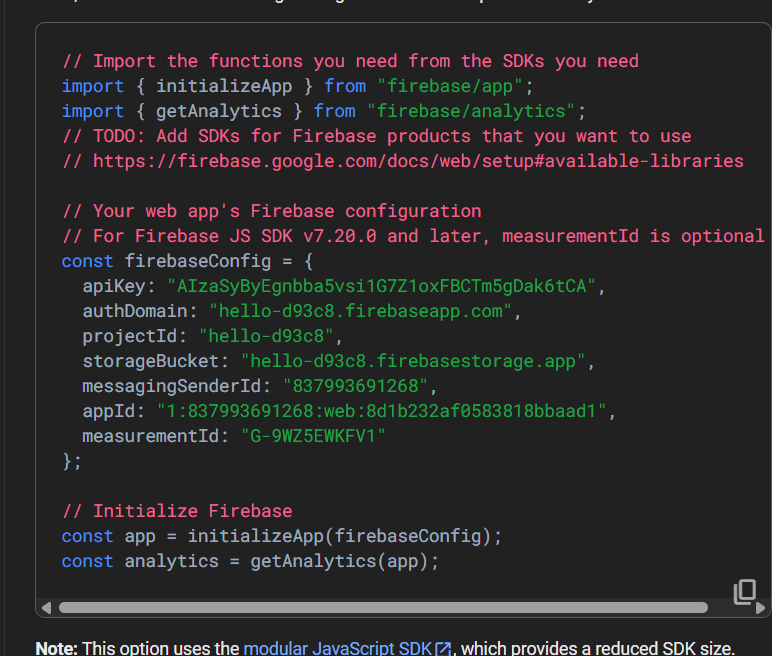 // Import the functions you need from the SDKs you need
import { initializeApp } from "firebase/app";
import { getAnalytics } from "firebase/analytics";
// TODO: Add SDKs for Firebase products that you want to use
// https://firebase.google.com/docs/web/setup#available-libraries
// Your web app's Firebase configuration
// For Firebase JS SDK v7.20.0 and later, measurementId is optional
const firebaseConfig = {
apiKey: "AIzaSyByEgnbba5vsi1G7Z1oxFBCTm5gDak6tCA",
authDomain: "hello-d93c8.firebaseapp.com",
projectId: "hello-d93c8",
storageBucket: "hello-d93c8.firebasestorage.app",
messagingSenderId: "837993691268",
appId: "1:837993691268:web:8d1b232af0583818bbaad1",
measurementId: "G-9WZ5EWKFV1"
};
// Initialize Firebase
const app = initializeApp(firebaseConfig);
const analytics = getAnalytics(app);
Note: This option uses the modular JavaScript SDK, which provides a reduced SDK size.